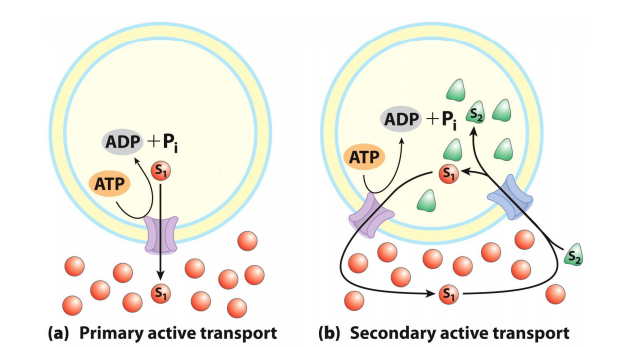 ADP + Pi
S1
ATP
S1
(a) Primary active transport
S2
ADP + Pi
ATP
S1
S2
S1
(b) Secondary active transport